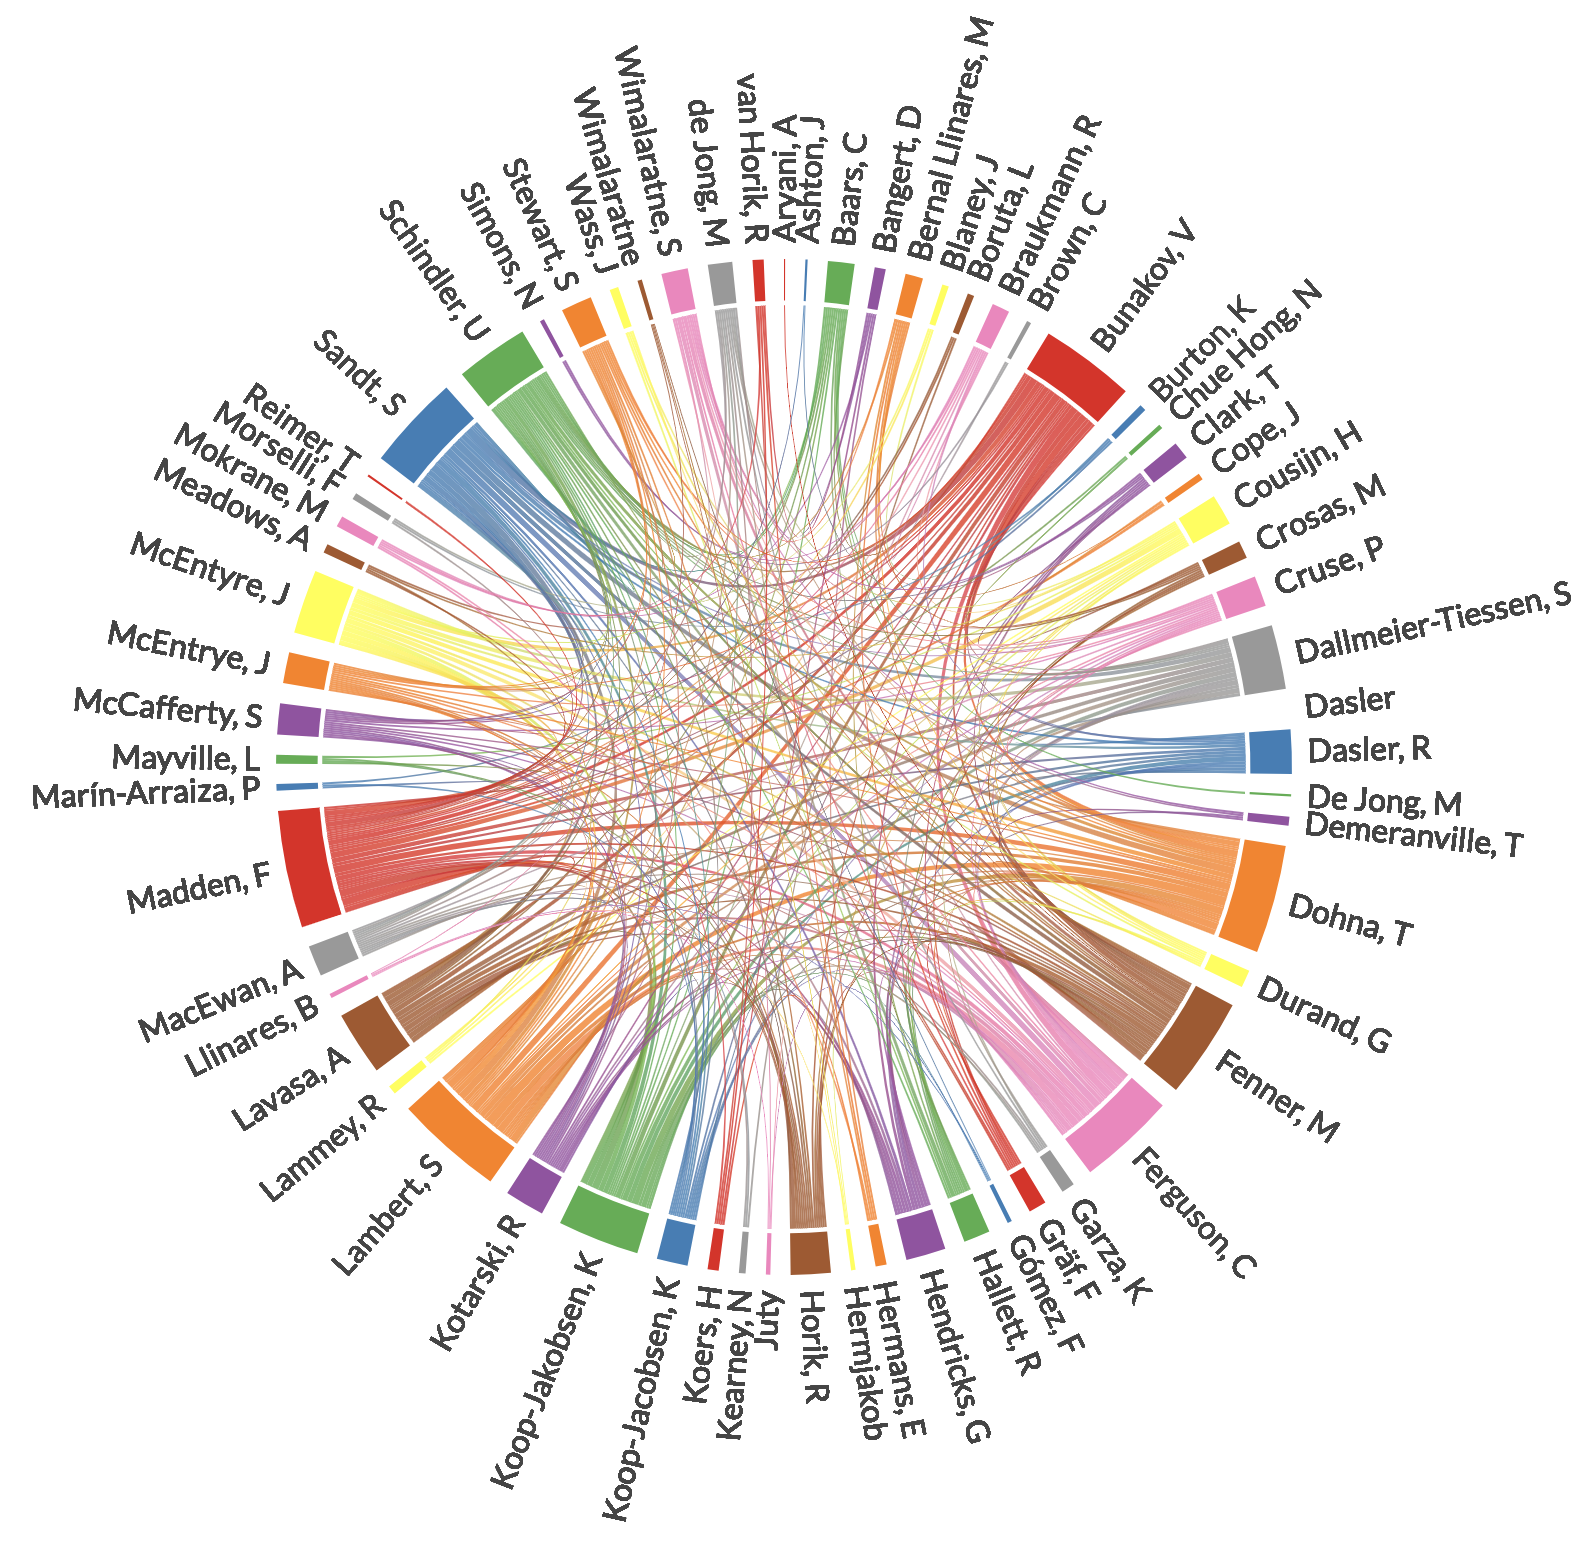 Aryani, A
Ashton, J
Baars, C
Bangert, D
Bernal Llinares, M
Blaney, J
Boruta, L
Braukmann, R
Brown, C
Bunakov, V
Burton, K
Chue Hong, N
Clark, T
Cope, J
Cousijn, H
Crosas, M
Cruse, P
Dallmeier-Tiessen, S
Dasler
Dasler, R
De Jong, M
Demeranville, T
Dohna, T
Durand, G
Fenner, M
Ferguson, C
Garza, K
Gräf, F
Gómez, F
Hallett, R
Hendricks, G
Hermans, E
Hermjakob
Horik, R
Juty
Kearney, N
Koers, H
Koop-Jacobsen, K
Koop-Jakobsen, K
Kotarski, R
Lambert, S
Lammey, R
Lavasa, A
Llinares, B
MacEwan, A
Madden, F
Marín-Arraiza, P
Mayville, L
McCafferty, S
McEntrye, J
McEntyre, J
Meadows, A
Mokrane, M
Morselli, F
Reimer, T
Sandt, S
Schindler, U
Simons, N
Stewart, S
Wass, J
Wimalaratne
Wimalaratne, S
de Jong, M
van Horik, R